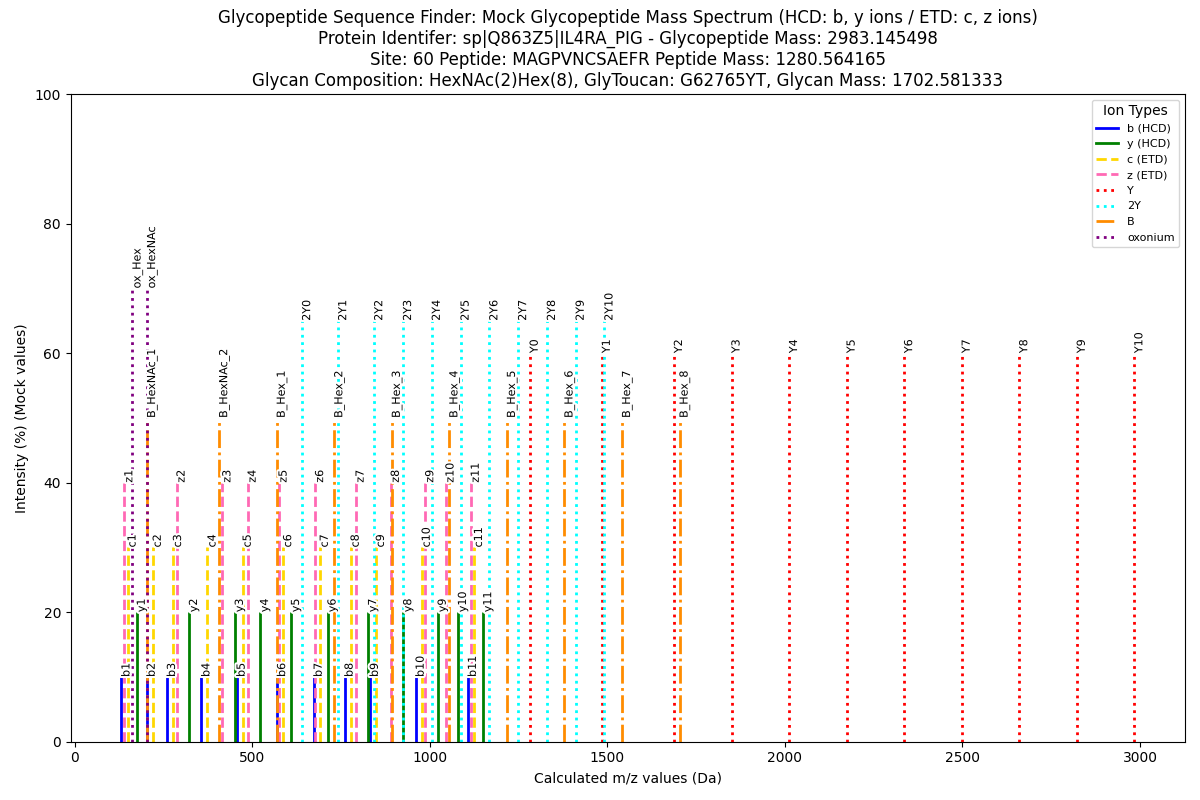 Glycopeptide Sequence Finder: Mock Glycopeptide Mass Spectrum (HCD: b, y ions / ETD: c, z ions)
Protein Identifer: sp|Q863Z5|IL4RA_PIG - Glycopeptide Mass: 2983.145498
Site: 60 Peptide: MAGPVNCSAEFR Peptide Mass: 1280.564165
Glycan Composition: HexNAc(2)Hex(8), GlyToucan: G62765YT, Glycan Mass: 1702.581333
Intensity (%) (Mock values)
100
80
60
40
20
0
Ion Types
b (HCD)
y (HCD)
c (ETD)
z (ETD)
Y
2Y
B
oxonium
ox_Hex
ox_HexNAc
2Y0
2Y1
2Y2
2Y3
2Y4
2Y5
2Y6
2Y7
2Y8
2Y9
2Y10
Y0
Y1
Y2
Y3
Y4
Y5
Y6
Y7
Y8
Y9
Y10
B_HexNAc_1
B_HexNAc_2
B_Hex_1
B_Hex_2
B_Hex_3
B_Hex_4
B_Hex_5
B_Hex_6
B_Hex_7
B_Hex_8
z1
z2
z3
z4
z5
z6
z7
z8
z9
z10
z11
c1
c2
c3
c4
c5
c6
c7
c8
c9
c10
c11
y1
y2
y3
y4
y5
y6
y7
y8
y9
y10
y11
b1
b2
b3
b4
b5
b6
b7
b8
b9
b10
b11
0
500
1000
1500
2000
2500
3000
Calculated m/z values (Da)